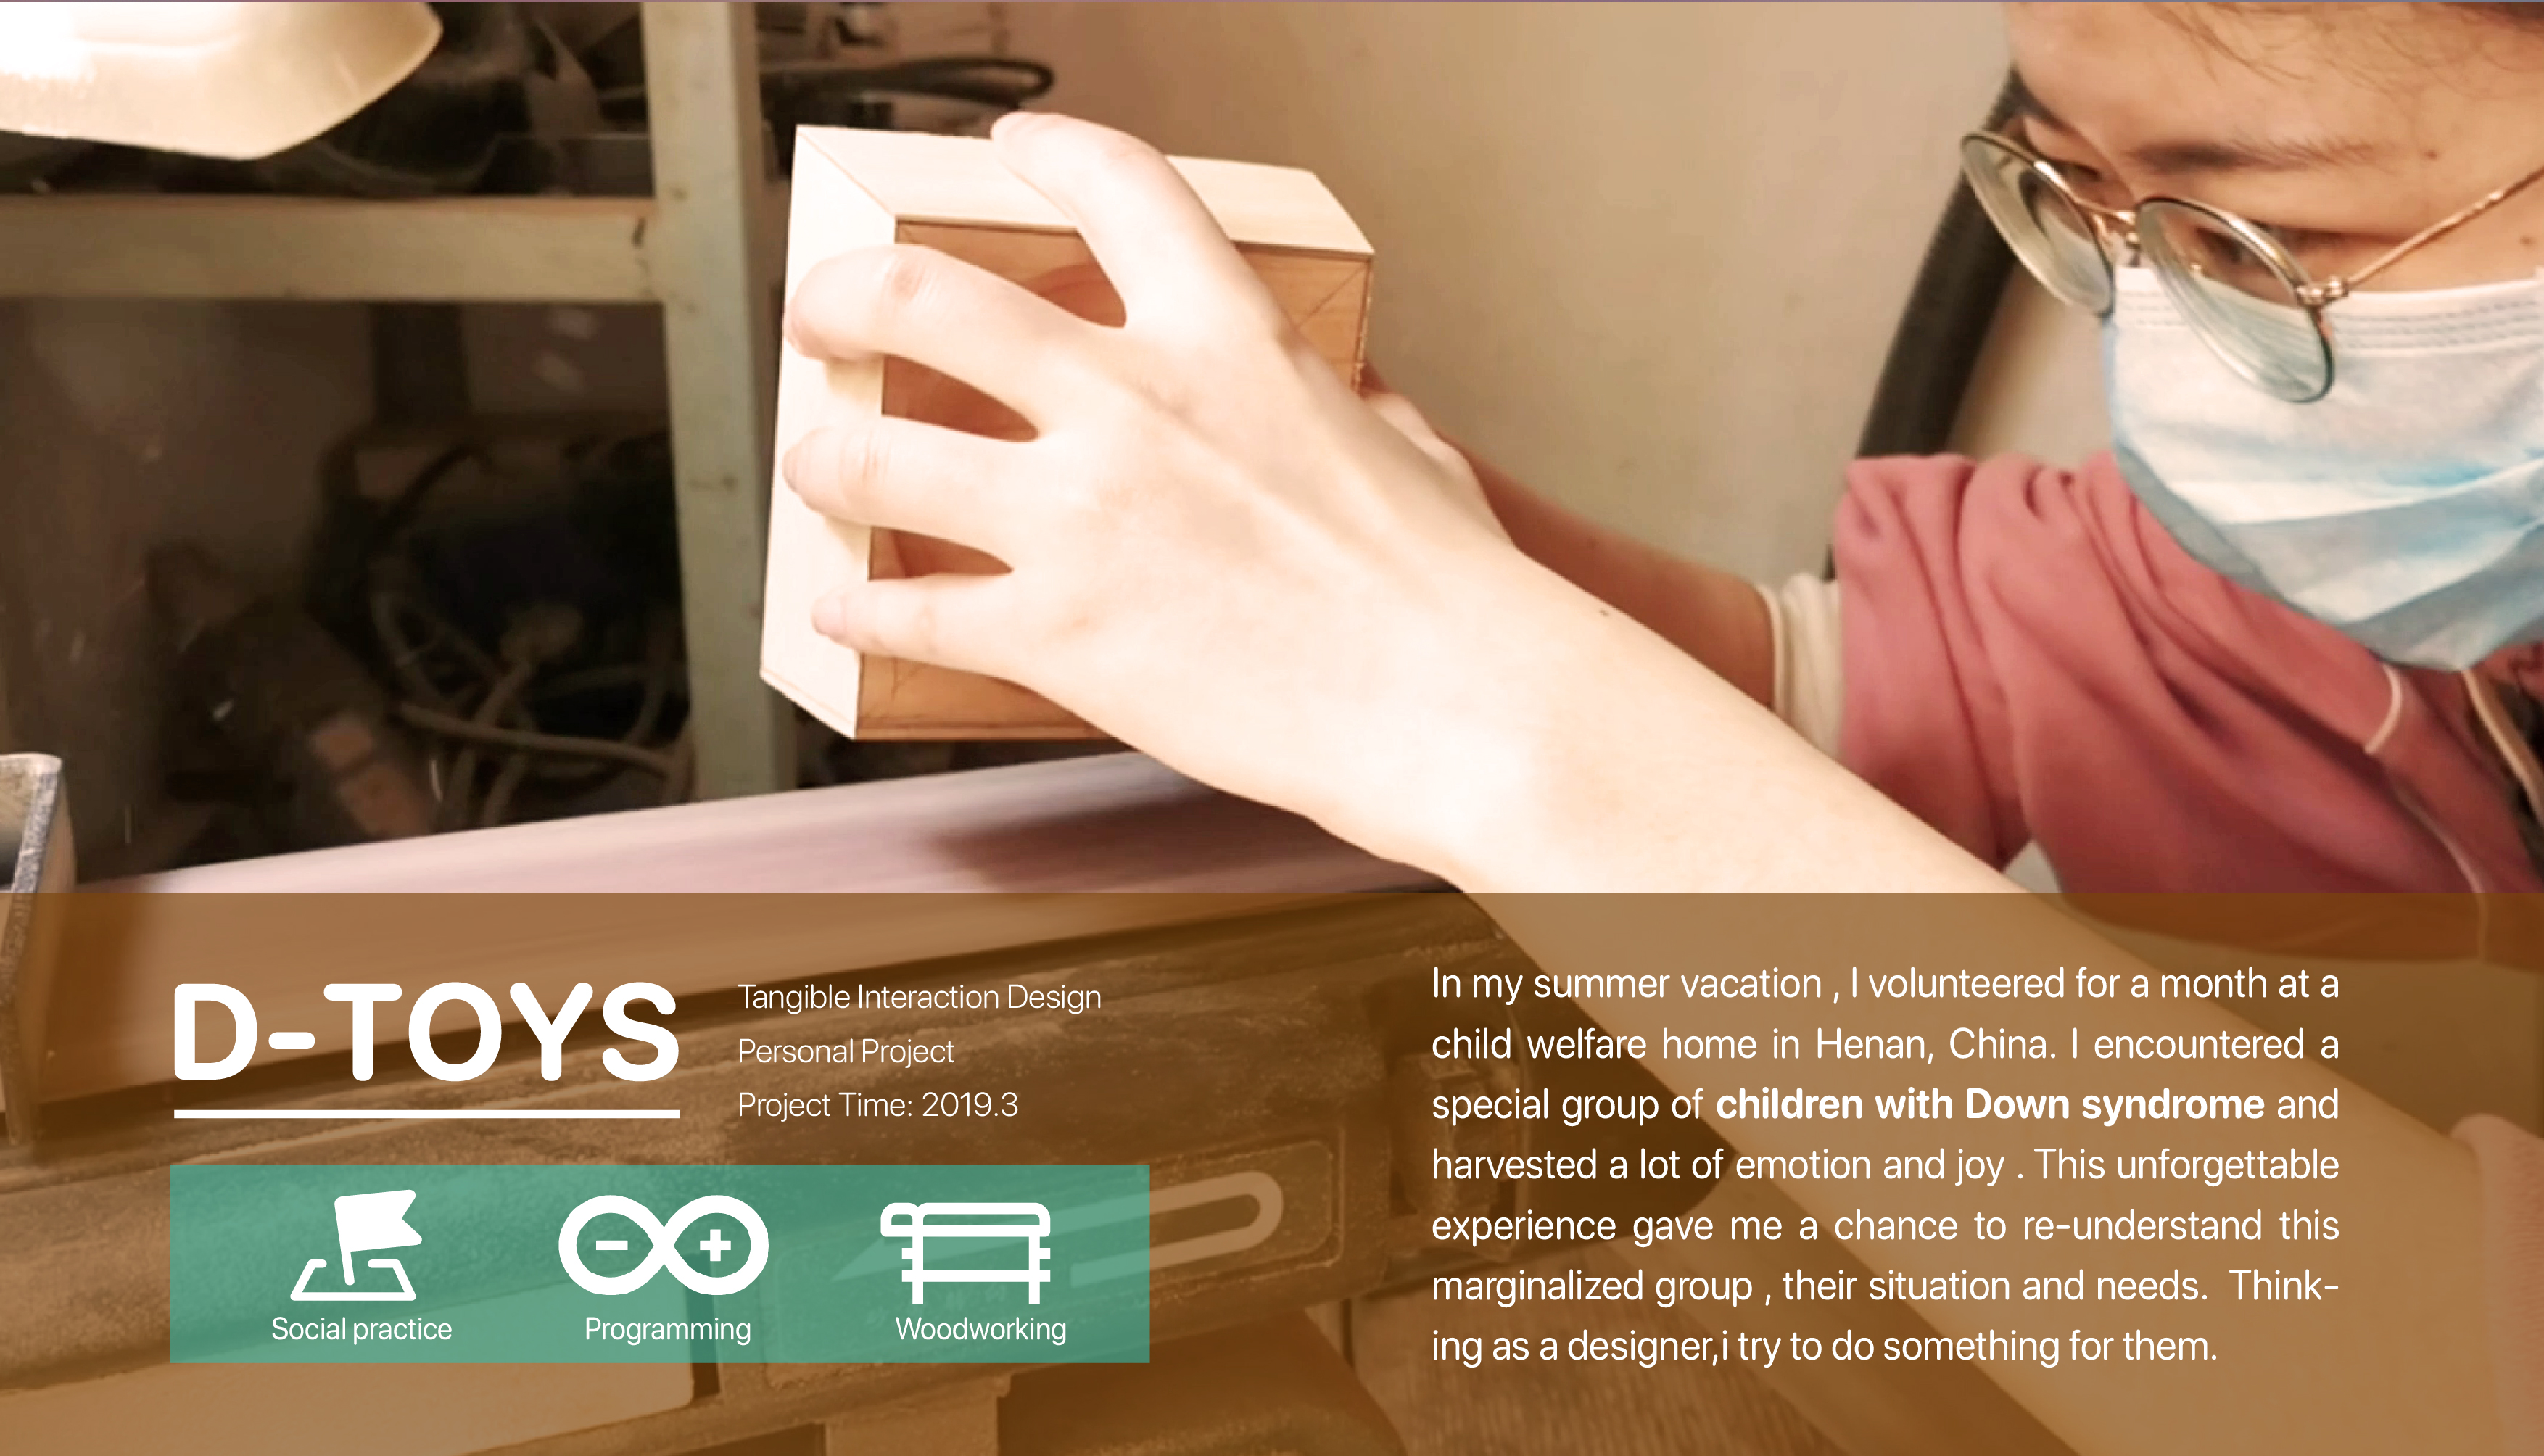 D-TOYS
Tangible Interaction Design
Personal Project
Project Time: 2019.3
Social practice
Programming
Woodworking
In my summer vacation , I volunteered for a month at a
child welfare home in Henan, China. I encountered a
special group of children with Down syndrome and
harvested a lot of emotion and joy . This unforgettable
experience gave me a chance to re-understand this
marginalized group , their situation and needs. Think-
ing as a designer,i try to do something for them.